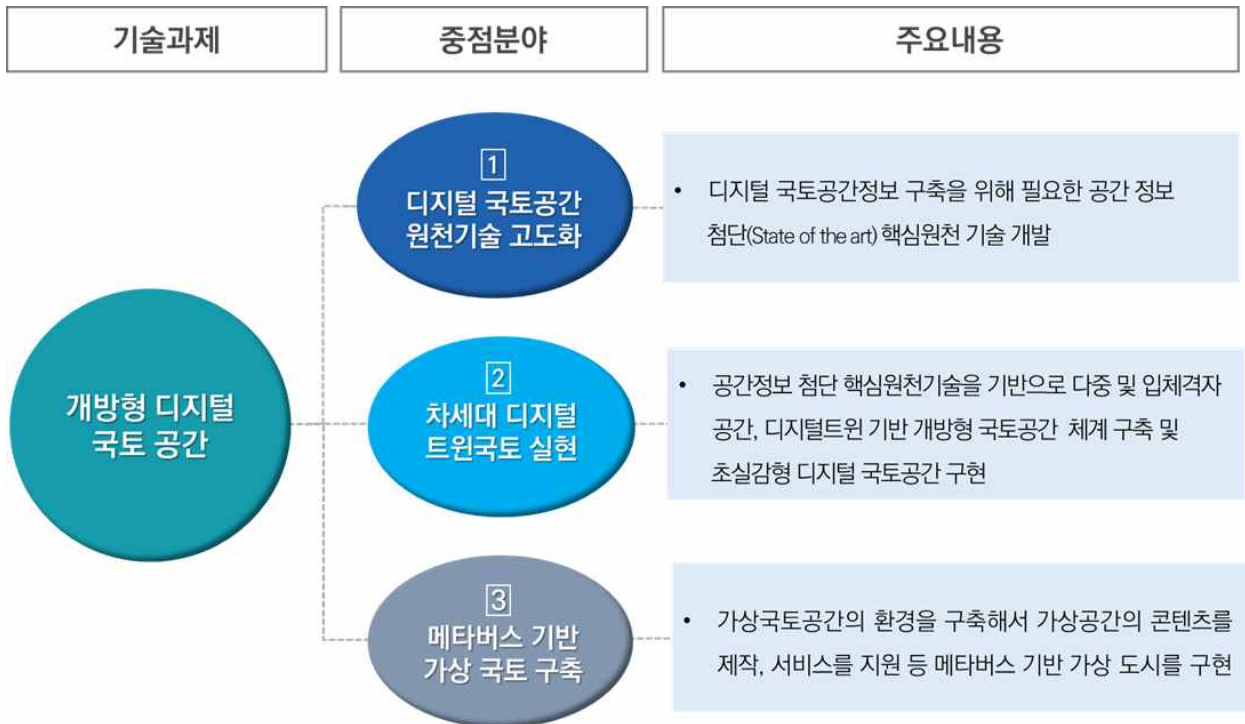 기술과제
중점분야
주요내용
개방형 디지털
국토 공간
1
디지털 국토공간
원천기술 고도화
• 디지털 국토공간정보 구축을 위해 필요한 공간 정보
첨단(State of the art) 핵심원천 기술 개발
2
차세대 디지털
트윈국토 실현
• 공간정보 첨단 핵심원천기술을 기반으로 다중 및 입체격자
공간, 디지털트윈 기반 개방형 국토공간 체계 구축 및
초실감형 디지털 국토공간 구현
3
메타버스 기반
가상 국토 구축
• 가상국토공간의 환경을 구축해서 가상공간의 콘텐츠를
제작, 서비스를 지원 등 메타버스 기반 가상 도시를 구현